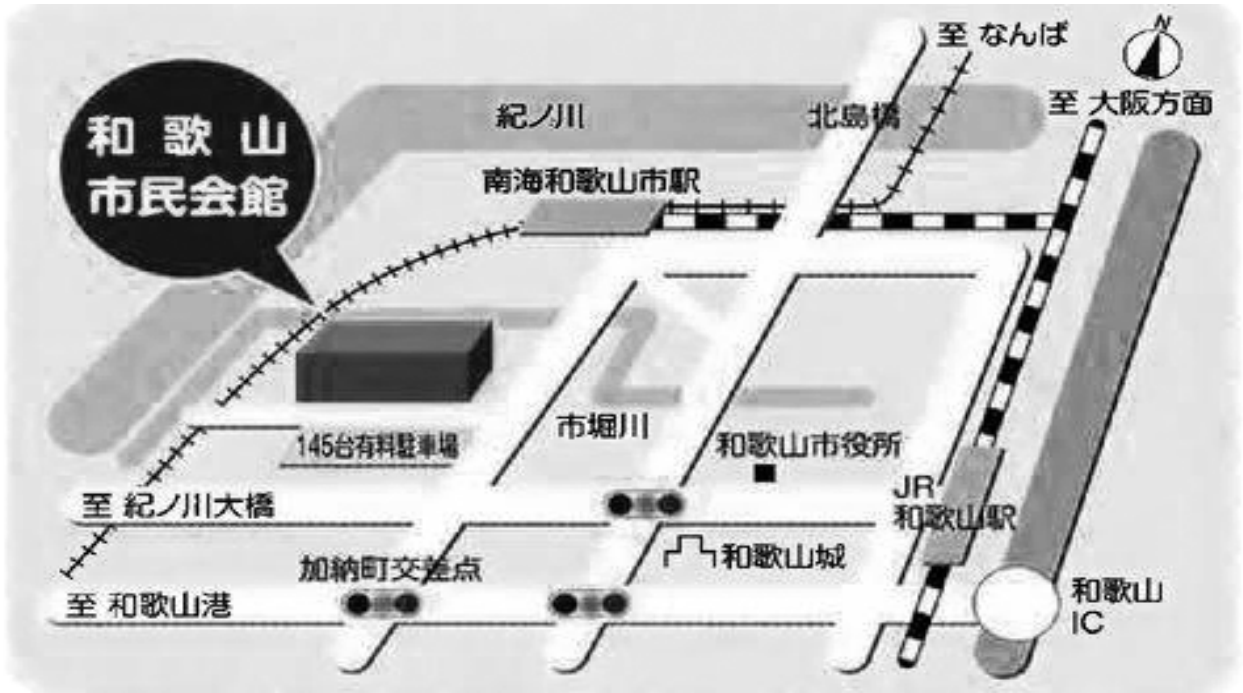 N
至 なんば
至 大阪方面
紀ノ川
北島橋
和歌山
市民会館
南海和歌山市駅
市堀川
145台有料駐車場
和歌山市役所
JR
和歌山駅
至 紀ノ川大橋
和歌山城
加納町交差点
至 和歌山港
和歌山
IC